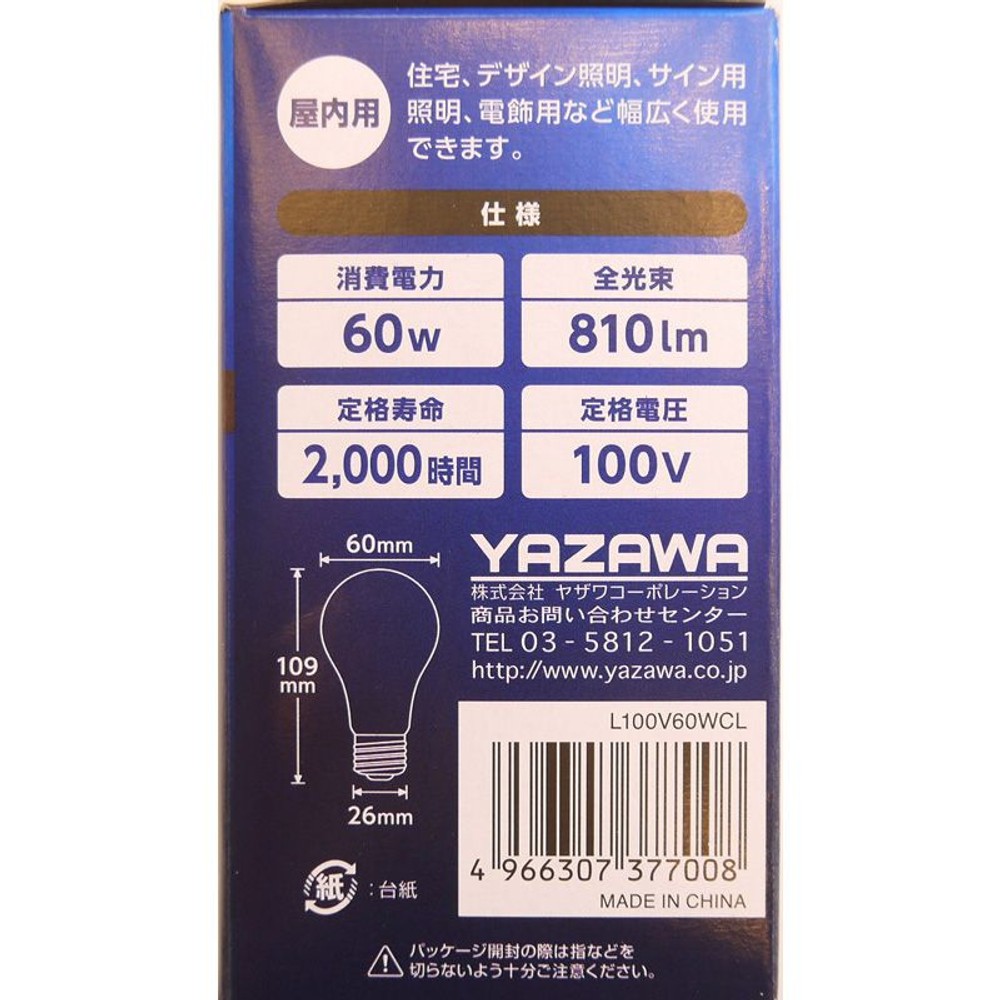 屋内用
住宅、デザイン照明、サイン用
照明、電飾用など幅広く使用
できます。
仕様
消費電力
60W
全光束
810lm
定格寿命
2,000時間
定格電圧
100V
60mm
109
mm
26mm
YAZAWA
株式会社 ヤザワコーポレーション
商品お問い合わせセンター
TEL 03-5812-1051
http://www.yazawa.co.jp
L100V60WCL
4 966307 377008
MADE IN CHINA
紙:台紙
パッケージ開封の際は指などを
切らないよう十分ご注意ください。